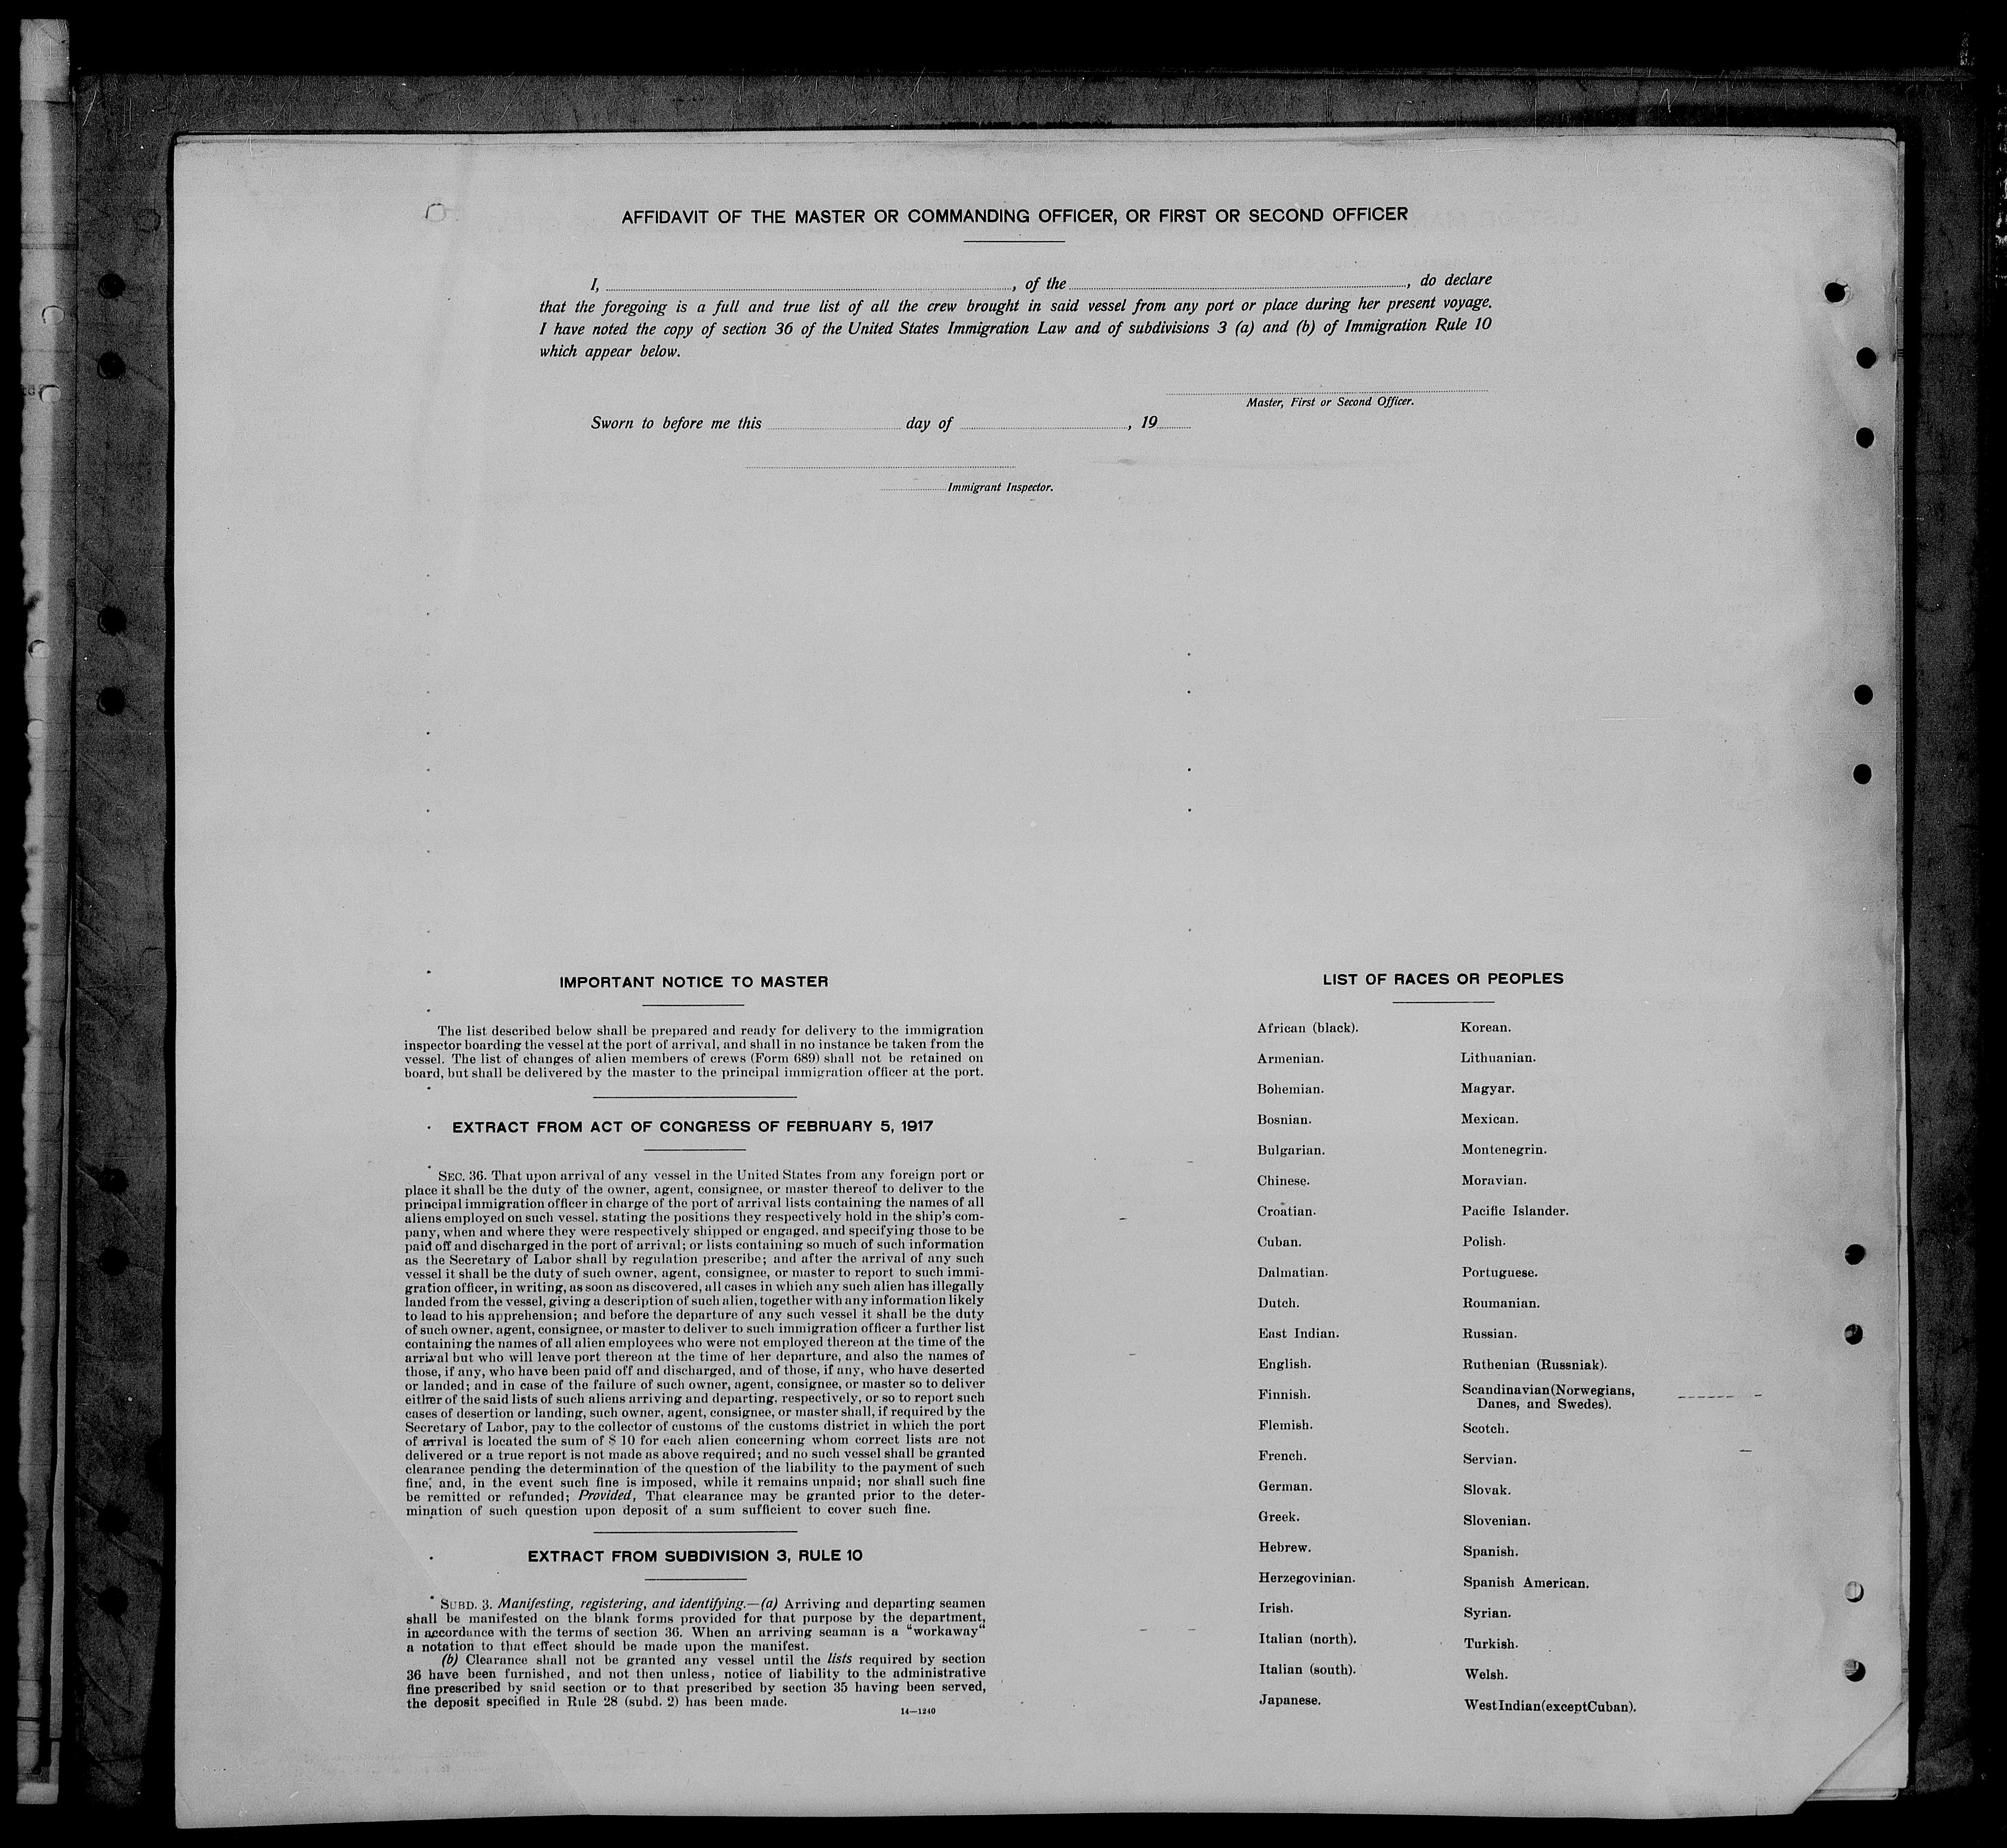 AFFIDAVIT OF THE MASTER OR COMMANDING OFFICER, OR FIRST OR SECOND OFFICER
I, , of the , do declare
that the foregoing is a full and true list of all the crew brought in said vessel from any port or place during her present voyage.
I have noted the copy of section 36 of the United States Immigration Law and of subdivisions 3 (a) and (b) of Immigration Rule 10
which appear below.
Master, First or Second Officer.
Sworn to before me this day of , 19
Immigrant Inspector.
IMPORTANT NOTICE TO MASTER
The list described below shall be prepared and ready for delivery to the immigration
inspector boarding the vessel at the port of arrival, and shall in no instance be taken from the
vessel. The list of changes of alien members of crews (Form 689) shall not be retained on
board, but shall be delivered by the master to the principal immigration officer at the port.
EXTRACT FROM ACT OF CONGRESS OF FEBRUARY 5, 1917
SEC. 36. That upon arrival of any vessel in the United States from any foreign port or
place it shall be the duty of the owner, agent, consignee, or master thereof to deliver to the
principal immigration officer in charge of the port of arrival lists containing the names of all
aliens employed on such vessel, stating the positions they respectively hold in the ship's com-
pany, when and where they were respectively shipped or engaged, and specifying those to be
paid off and discharged in the port of arrival; or lists containing so much of such information
as the Secretary of Labor shall by regulation prescribe; and after the arrival of any such
vessel it shall be the duty of such owner, agent, consignee, or master to report to such immi-
gration officer, in writing, as soon as discovered, all cases in which any such alien has illegally
landed from the vessel, giving a description of such alien, together with any information likely
to lead to his apprehension; and before the departure of any such vessel it shall be the duty
of such owner, agent, consignee, or master to deliver to such immigration officer a further list
containing the names of all alien employees who were not employed thereon at the time of the
arrival but who will leave port thereon at the time of her departure, and also the names of
those, if any, who have been paid off and discharged, and of those, if any, who have deserted
or landed; and in case of the failure of such owner, agent, consignee, or master so to deliver
either of the said lists of such aliens arriving and departing, respectively, or so to report such
cases of desertion or landing, such owner, agent, consignee, or master shall, if required by the
Secretary of Labor, pay to the collector of customs of the customs district in which the port
of arrival is located the sum of $ 10 for each alien concerning whom correct lists are not
delivered or a true report is not made as above required; and no such vessel shall be granted
clearance pending the determination of the question of the liability to the payment of such
fine, and, in the event such fine is imposed, while it remains unpaid; nor shall such fine
be remitted or refunded; Provided, That clearance may be granted prior to the deter-
mination of such question upon deposit of a sum sufficient to cover such fine.
EXTRACT FROM SUBDIVISION 3, RULE 10
SUBD. 3. Manifesting, registering, and identifying.—(a) Arriving and departing seamen
shall be manifested on the blank forms provided for that purpose by the department,
in accordance with the terms of section 36. When an arriving seaman is a "workaway"
a notation to that effect should be made upon the manifest.
(b) Clearance shall not be granted any vessel until the lists required by section
36 have been furnished, and not then unless, notice of liability to the administrative
fine prescribed by said section or to that prescribed by section 35 having been served,
the deposit specified in Rule 28 (subd. 2) has been made.
14—1240
LIST OF RACES OR PEOPLES
African (black).
Armenian.
Bohemian.
Bosnian.
Bulgarian.
Chinese.
Croatian.
Cuban.
Dalmatian.
Dutch.
East Indian.
English.
Finnish.
Flemish.
French.
German.
Greek.
Hebrew.
Herzegovinian.
Irish.
Italian (north).
Italian (south).
Japanese.
Korean.
Lithuanian.
Magyar.
Mexican.
Montenegrin.
Moravian.
Pacific Islander.
Polish.
Portuguese.
Roumanian.
Russian.
Ruthenian (Russniak).
Scandinavian (Norwegians,
Danes, and Swedes).
Scotch.
Servian.
Slovak.
Slovenian.
Spanish.
Spanish American.
Syrian.
Turkish.
Welsh.
West Indian (except Cuban).